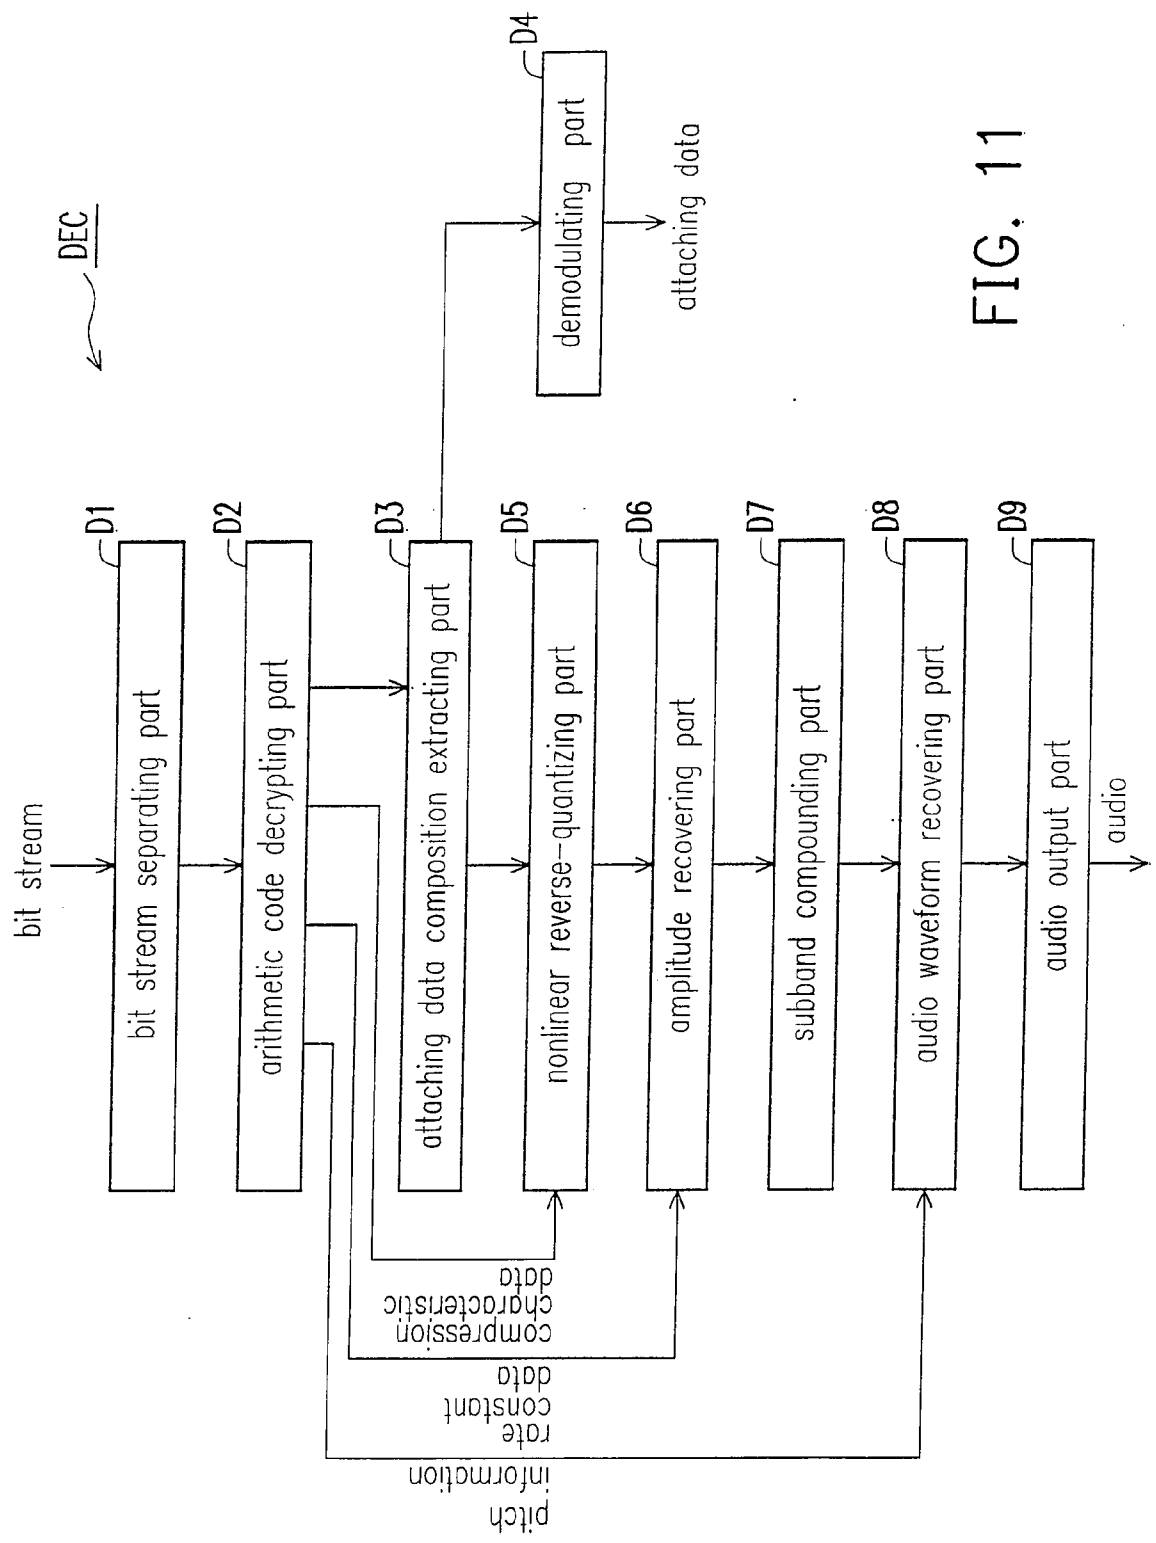 DEC
bit stream
D1
bit stream separating part
D2
arithmetic code decrypting part
D3
attaching data composition extracting part
D4
demodulating part
attaching data
D5
nonlinear reverse-quantizing part
D6
amplitude recovering part
D7
subband compounding part
D8
audio waveform recovering part
D9
audio output part
audio
pitch
information
rate
constant
data
compression
characteristic
data
FIG. 11